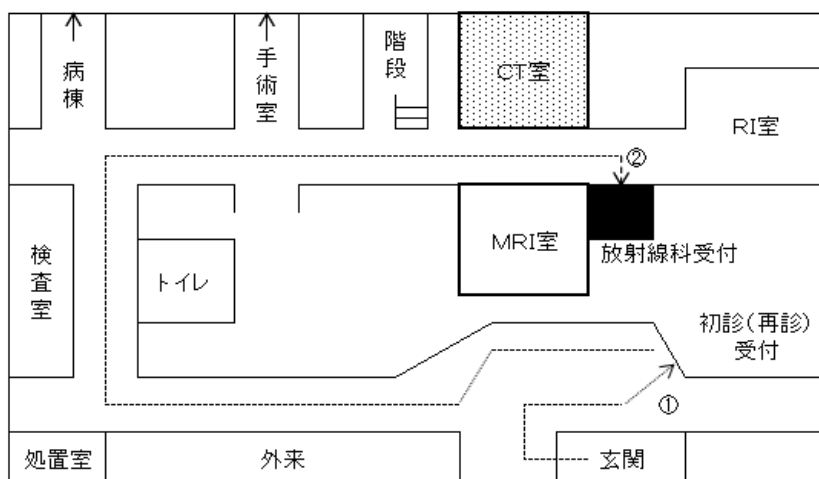 病棟
手術室
階段
CT室
RI室
②
MRI室
放射線科受付
検査室
トイレ
初診(再診)
受付
①
処置室
外来
玄関